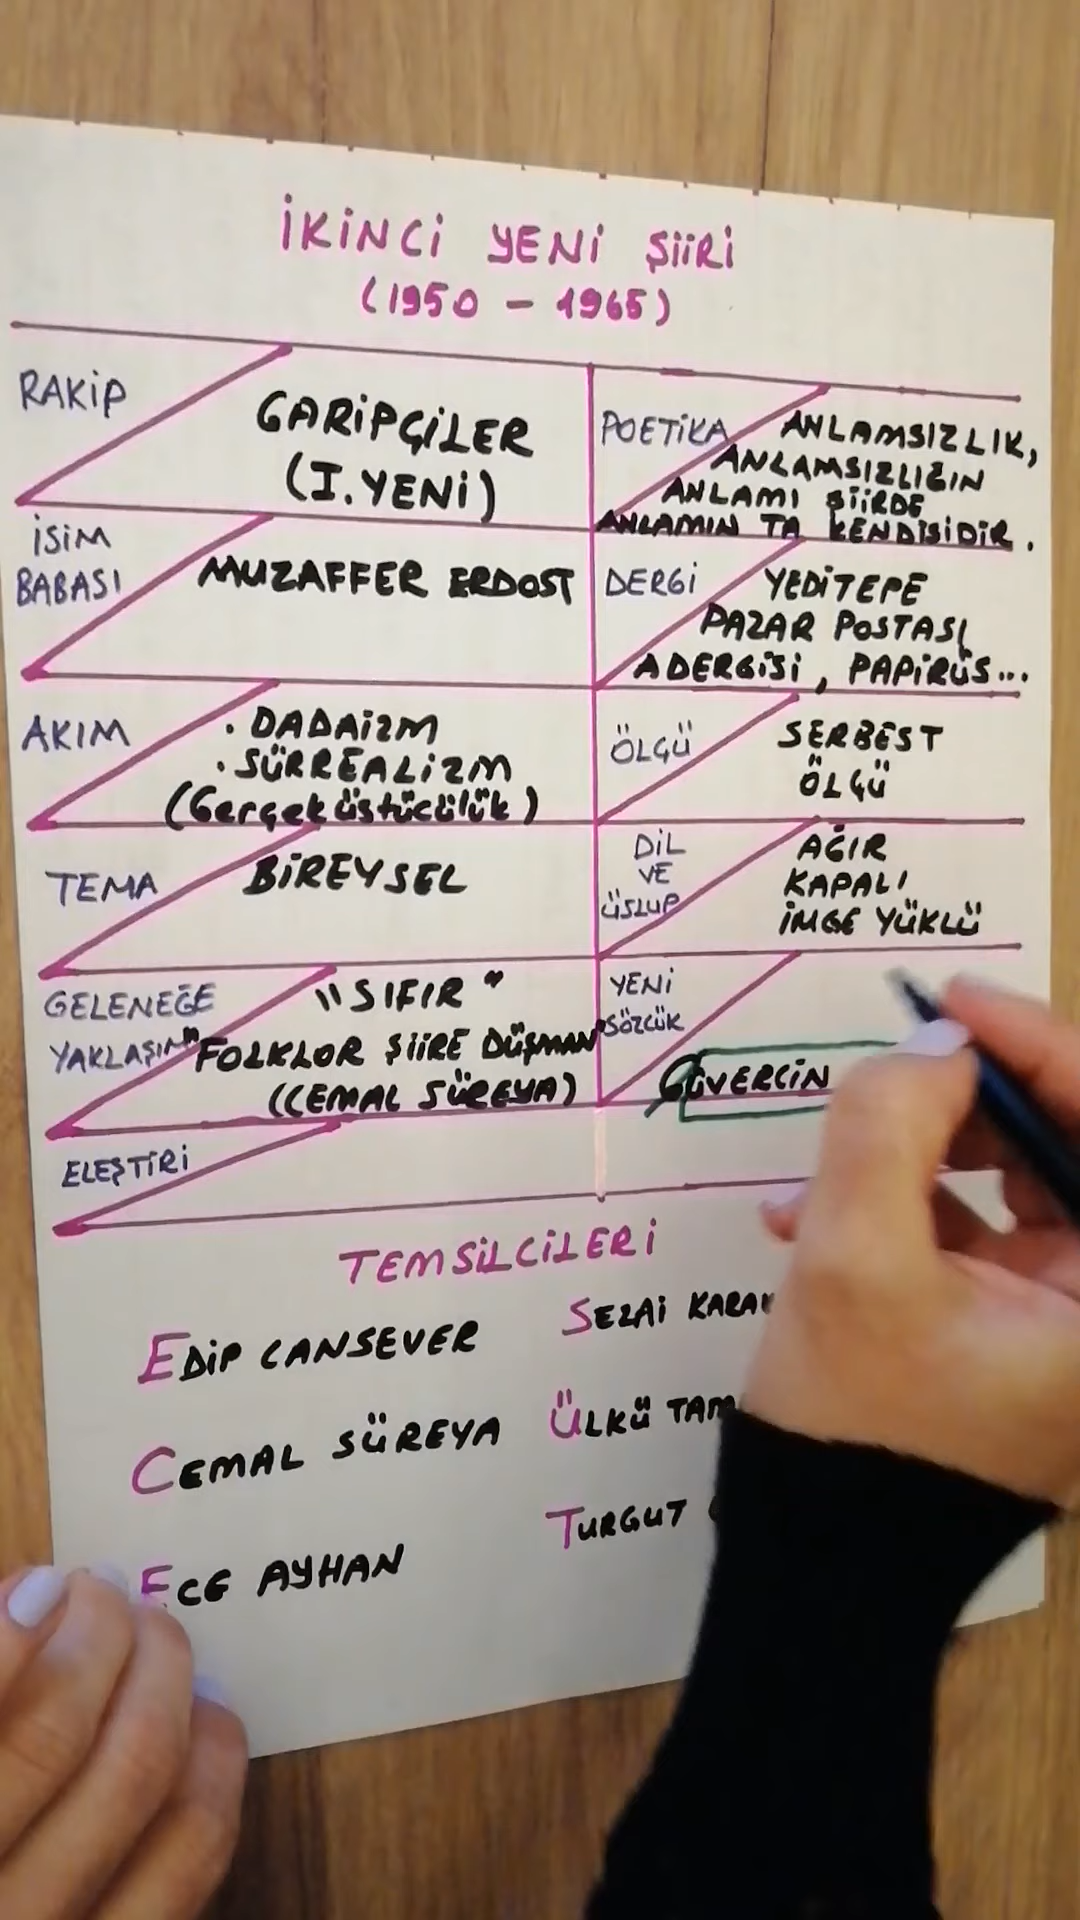 İKİNCİ YENİ ŞİİRİ
(1950 - 1965)
RAKİP
GARİPÇİLER
(I.YENİ)
POETİKA
ANLAMSIZLIK,
ANLAMSIZLIĞIN
ANLAMI ŞİİRDE
ANLAMIN TA KENDİSİDİR.
İSİM
BABASI
MUZAFFER ERDOST
DERGİ
YEDİTEPE
PAZAR POSTASI
A DERGİSİ, PAPİRÜS...
AKIM
. DADAİZM
. SÜRREALİZM
(Gerçeküstücülük)
ÖLÇÜ
SERBEST
ÖLÇÜ
TEMA
BİREYSEL
DİL
VE
ÜSLUP
AĞIR
KAPALI
İMGE YÜKLÜ
GELENEĞE
YAKLAŞIM
"SIFIR"
"FOLKLOR ŞİİRE DÜŞMAN"
(CEMAL SÜREYA)
YENİ
SÖZCÜK
GÜVERCİN
ELEŞTİRİ
TEMSİLCİLERİ
EDİP CANSEVER
SEZAİ
CEMAL SÜREYA
ÜLKÜ
ECE AYHAN
TURGUT